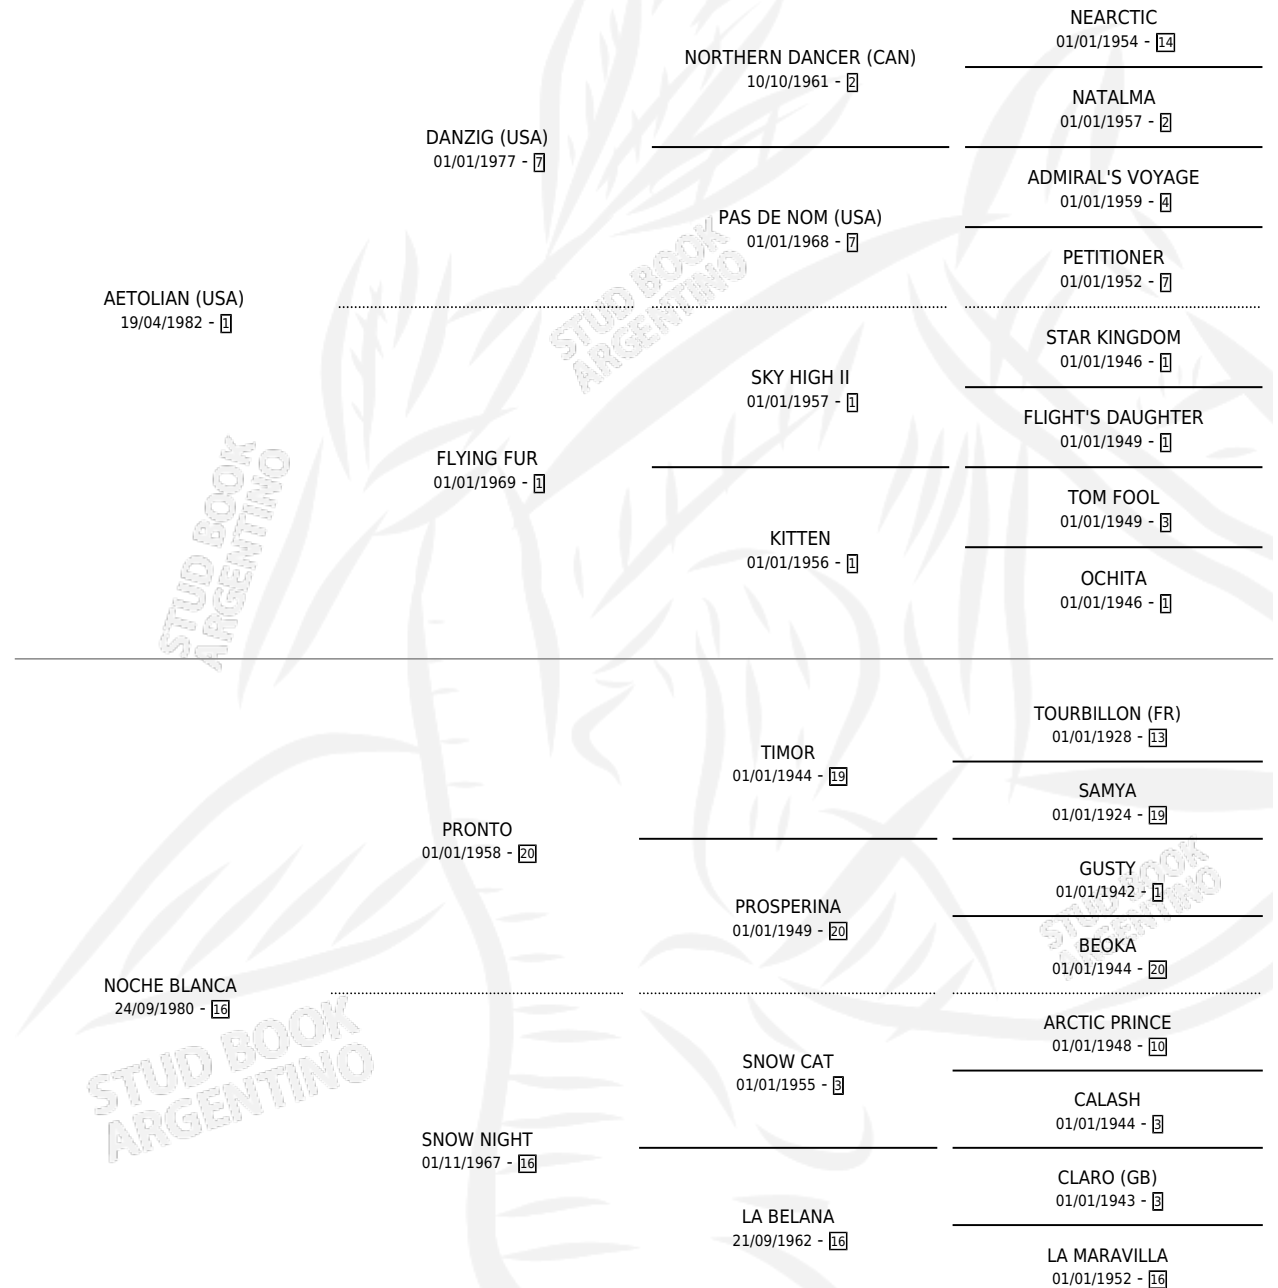 NEARCTIC
01/01/1954 - 14
NORTHERN DANCER (CAN)
10/10/1961 - 2
NATALMA
01/01/1957 - 2
DANZIG (USA)
01/01/1977 - 7
ADMIRAL'S VOYAGE
01/01/1959 - 4
PAS DE NOM (USA)
01/01/1968 - 7
PETITIONER
01/01/1952 - 7
STUD BOOK
ARGENTINO
AETOLIAN (USA)
19/04/1982 - 1
STAR KINGDOM
01/01/1946 - 1
SKY HIGH II
01/01/1957 - 1
FLIGHT'S DAUGHTER
01/01/1949 - 1
FLYING FUR
01/01/1969 - 1
TOM FOOL
01/01/1949 - 3
KITTEN
01/01/1956 - 1
OCHITA
01/01/1946 - 1
STUD BOOK
ARGENTINO
TOURBILLON (FR)
01/01/1928 - 13
TIMOR
01/01/1944 - 19
SAMYA
01/01/1924 - 19
PRONTO
01/01/1958 - 20
GUSTY
01/01/1942 - 1
PROSPERINA
01/01/1949 - 20
BEOKA
01/01/1944 - 20
STUD BOOK
ARGENTINO
NOCHE BLANCA
24/09/1980 - 16
ARCTIC PRINCE
01/01/1948 - 10
SNOW CAT
01/01/1955 - 3
CALASH
01/01/1944 - 3
STUD BOOK
ARGENTINO
SNOW NIGHT
01/11/1967 - 16
CLARO (GB)
01/01/1943 - 3
LA BELANA
21/09/1962 - 16
LA MARAVILLA
01/01/1952 - 16